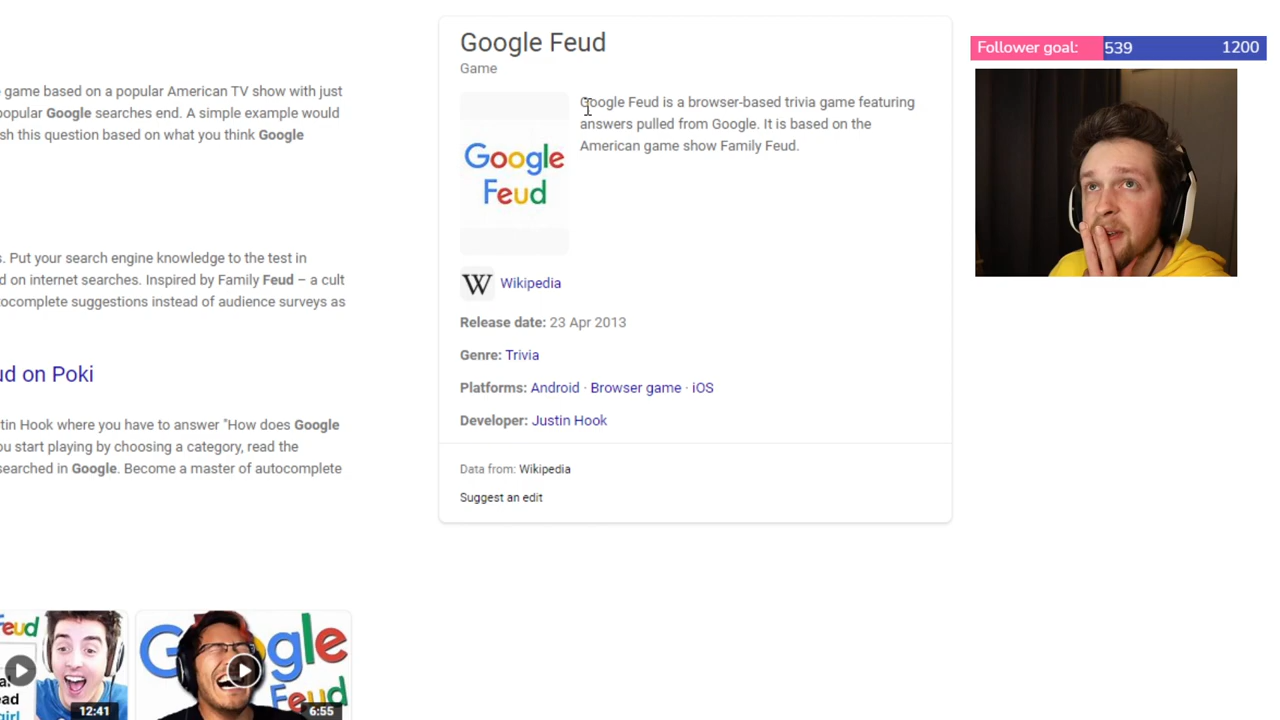 game based on a popular American TV show with just
popular Google searches end. A simple example would
sh this question based on what you think Google
s. Put your search engine knowledge to the test in
d on internet searches. Inspired by Family Feud – a cult
tocomplete suggestions instead of audience surveys as
ud on Poki
tin Hook where you have to answer "How does Google
ou start playing by choosing a category, read the
searched in Google. Become a master of autocomplete
eud
a!
ead
girl
12:41
Google
Feud
6:55
Google Feud
Game
Google
Feud
Google Feud is a browser-based trivia game featuring
answers pulled from Google. It is based on the
American game show Family Feud.
W Wikipedia
Release date: 23 Apr 2013
Genre: Trivia
Platforms: Android · Browser game · iOS
Developer: Justin Hook
Data from: Wikipedia
Suggest an edit
Follower goal: 539 1200